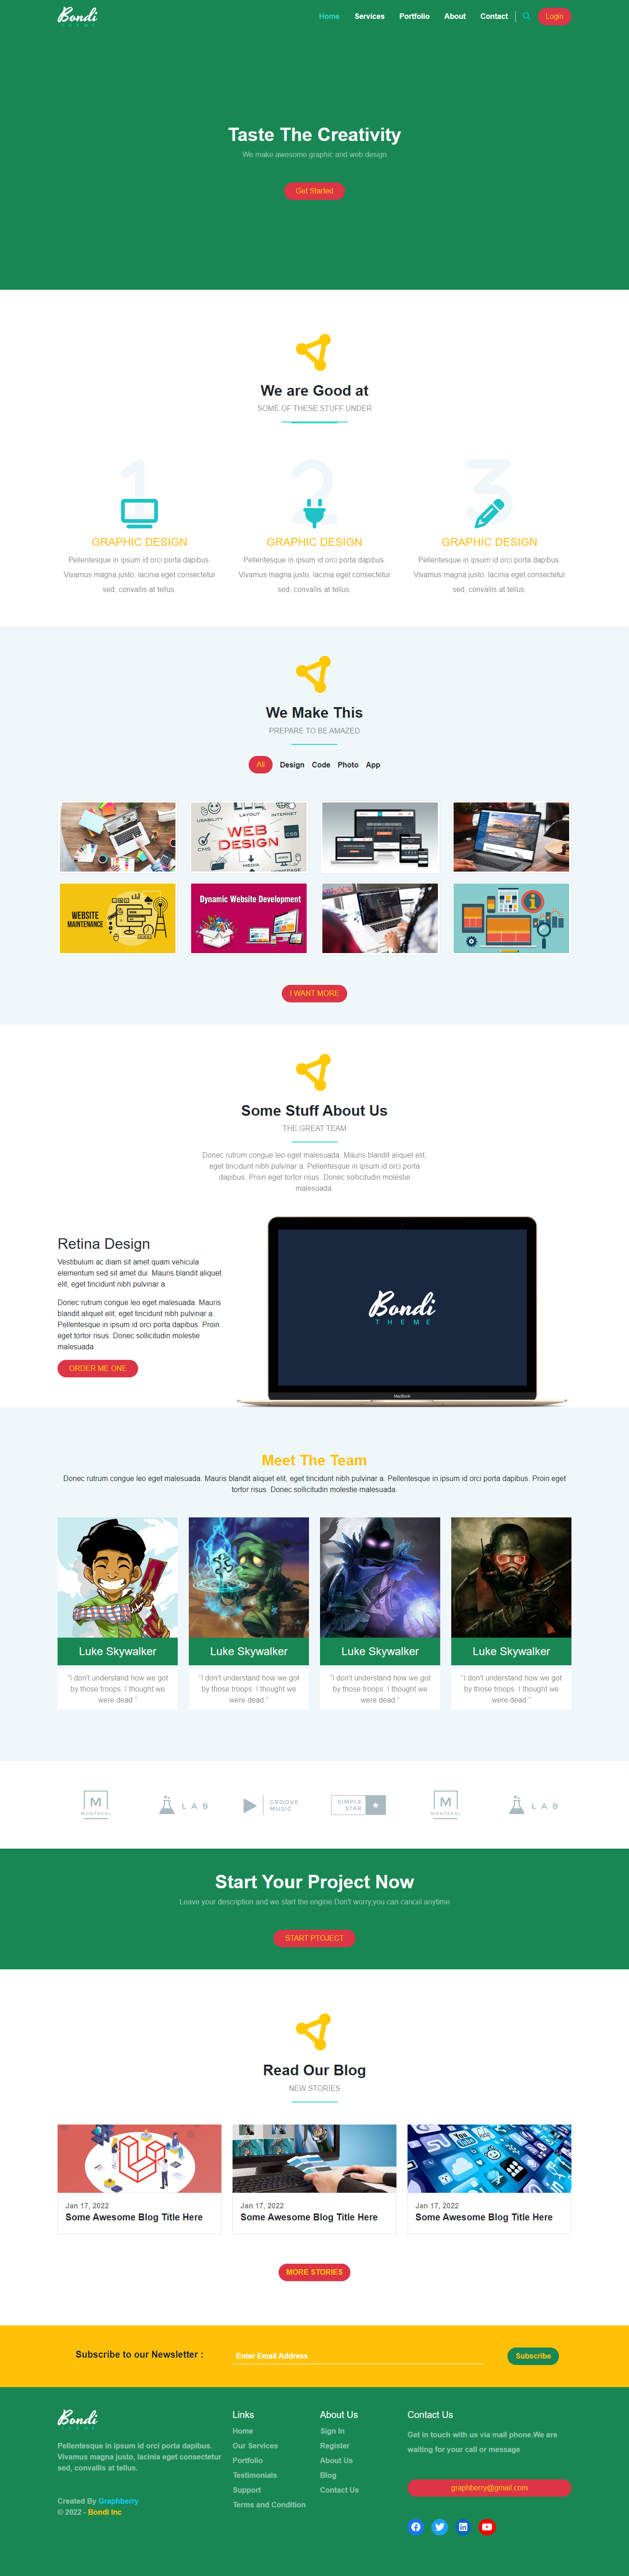 Bondi
THEME
Home Services Portfolio About Contact Login
Taste The Creativity
We make awesome graphic and web design
Get Started
We are Good at
SOME OF THESE STUFF UNDER
1 2 3
GRAPHIC DESIGN
Pellentesque in ipsum id orci porta dapibus.
Vivamus magna justo, lacinia eget consectetur
sed, convallis at tellus.
GRAPHIC DESIGN
Pellentesque in ipsum id orci porta dapibus.
Vivamus magna justo, lacinia eget consectetur
sed, convallis at tellus.
GRAPHIC DESIGN
Pellentesque in ipsum id orci porta dapibus.
Vivamus magna justo, lacinia eget consectetur
sed, convallis at tellus.
We Make This
PREPARE TO BE AMAZED
All Design Code Photo App
USABILITY
LAYOUT
WEB
DESIGN
CSS
CMS
MEDIA
WEBSITE
MAINTENANCE
Dynamic Website Development
I WANT MORE
Some Stuff About Us
THE GREAT TEAM
Donec rutrum congue leo eget malesuada. Mauris blandit aliquet elit,
eget tincidunt nibh pulvinar a. Pellentesque in ipsum id orci porta
dapibus. Proin eget tortor risus. Donec sollicitudin molestie
malesuada.
Retina Design
Vestibulum ac diam sit amet quam vehicula
elementum sed sit amet dui. Mauris blandit aliquet
elit, eget tincidunt nibh pulvinar a.
Donec rutrum congue leo eget malesuada. Mauris
blandit aliquet elit, eget tincidunt nibh pulvinar a.
Pellentesque in ipsum id orci porta dapibus. Proin
eget tortor risus. Donec sollicitudin molestie
malesuada.
ORDER ME ONE
Bondi
THEME
MacBook
Meet The Team
Donec rutrum congue leo eget malesuada. Mauris blandit aliquet elit, eget tincidunt nibh pulvinar a. Pellentesque in ipsum id orci porta dapibus. Proin eget
tortor risus. Donec sollicitudin molestie malesuada.
Luke Skywalker
"I don't understand how we got
by those troops. I thought we
were dead."
Luke Skywalker
"I don't understand how we got
by those troops. I thought we
were dead."
Luke Skywalker
"I don't understand how we got
by those troops. I thought we
were dead."
Luke Skywalker
"I don't understand how we got
by those troops. I thought we
were dead."
M
MONTREAL
LAB
GROOVE
MUSIC
SIMPLE
STAR
M
MONTREAL
LAB
Start Your Project Now
Leave your description and we start the engine.Don't worry,you can cancel anytime
START PTOJECT
Read Our Blog
NEW STORIES
Jan 17, 2022
Some Awesome Blog Title Here
Jan 17, 2022
Some Awesome Blog Title Here
You
Jan 17, 2022
Some Awesome Blog Title Here
MORE STORIES
Subscribe to our Newsletter :
Enter Email Address
Subscribe
Bondi
THEME
Pellentesque in ipsum id orci porta dapibus.
Vivamus magna justo, lacinia eget consectetur
sed, convallis at tellus.
Created By Graphberry
© 2022 - Bondi Inc
Links
Home
Our Services
Portfolio
Testimonials
Support
Terms and Condition
About Us
Sign In
Register
About Us
Blog
Contact Us
Contact Us
Get in touch with us via mail phone.We are
waiting for your call or message
graphberry@gmail.com